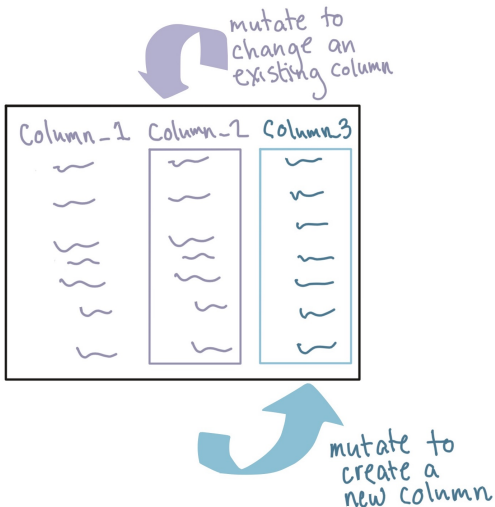 mutate to
change an
existing column
Column_1 Column_2 Column_3
mutate to
create a
new column